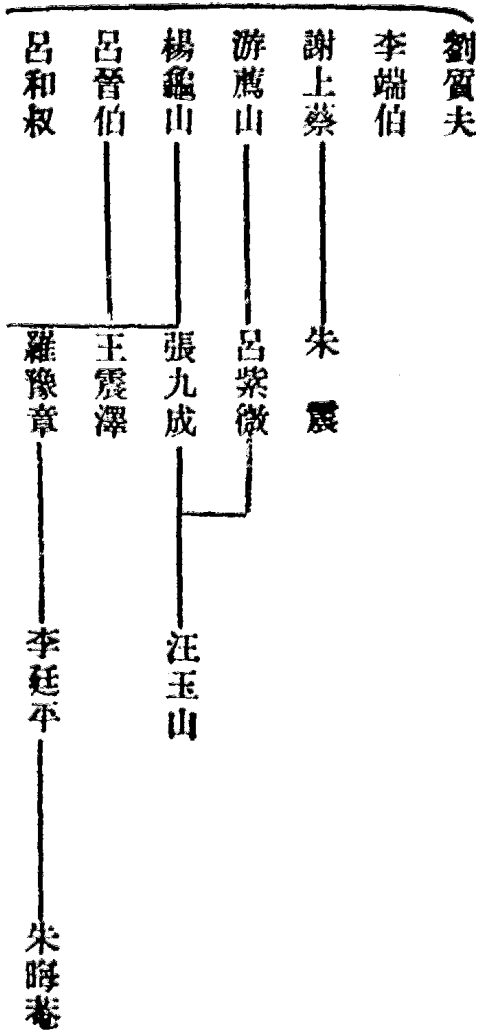 劉質夫
李端伯
謝上蔡
游薦山
楊龜山
呂晉伯
呂和叔
朱震
呂紫微
張九成
王震澤
羅豫章
汪玉山
李廷平
朱晦菴